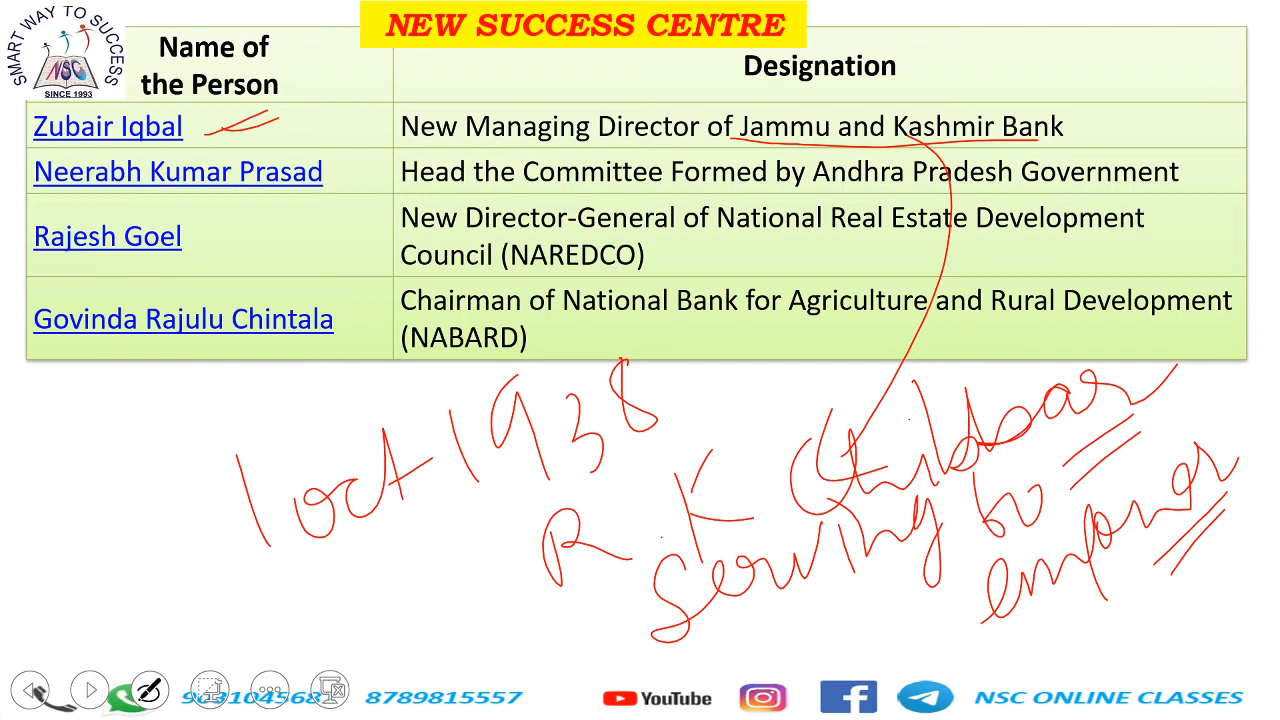 NEW SUCCESS CENTRE
SMART WAY TO SUCCESS
NSC
SINCE 1993
Name of
the Person
Designation
Zubair Iqbal
New Managing Director of Jammu and Kashmir Bank
Neerabh Kumar Prasad
Head the Committee Formed by Andhra Pradesh Government
Rajesh Goel
New Director-General of National Real Estate Development
Council (NAREDCO)
Govinda Rajulu Chintala
Chairman of National Bank for Agriculture and Rural Development
(NABARD)
1 oct 1938
R K Chibbar
Serving to
empower
8789815557
YouTube
NSC ONLINE CLASSES